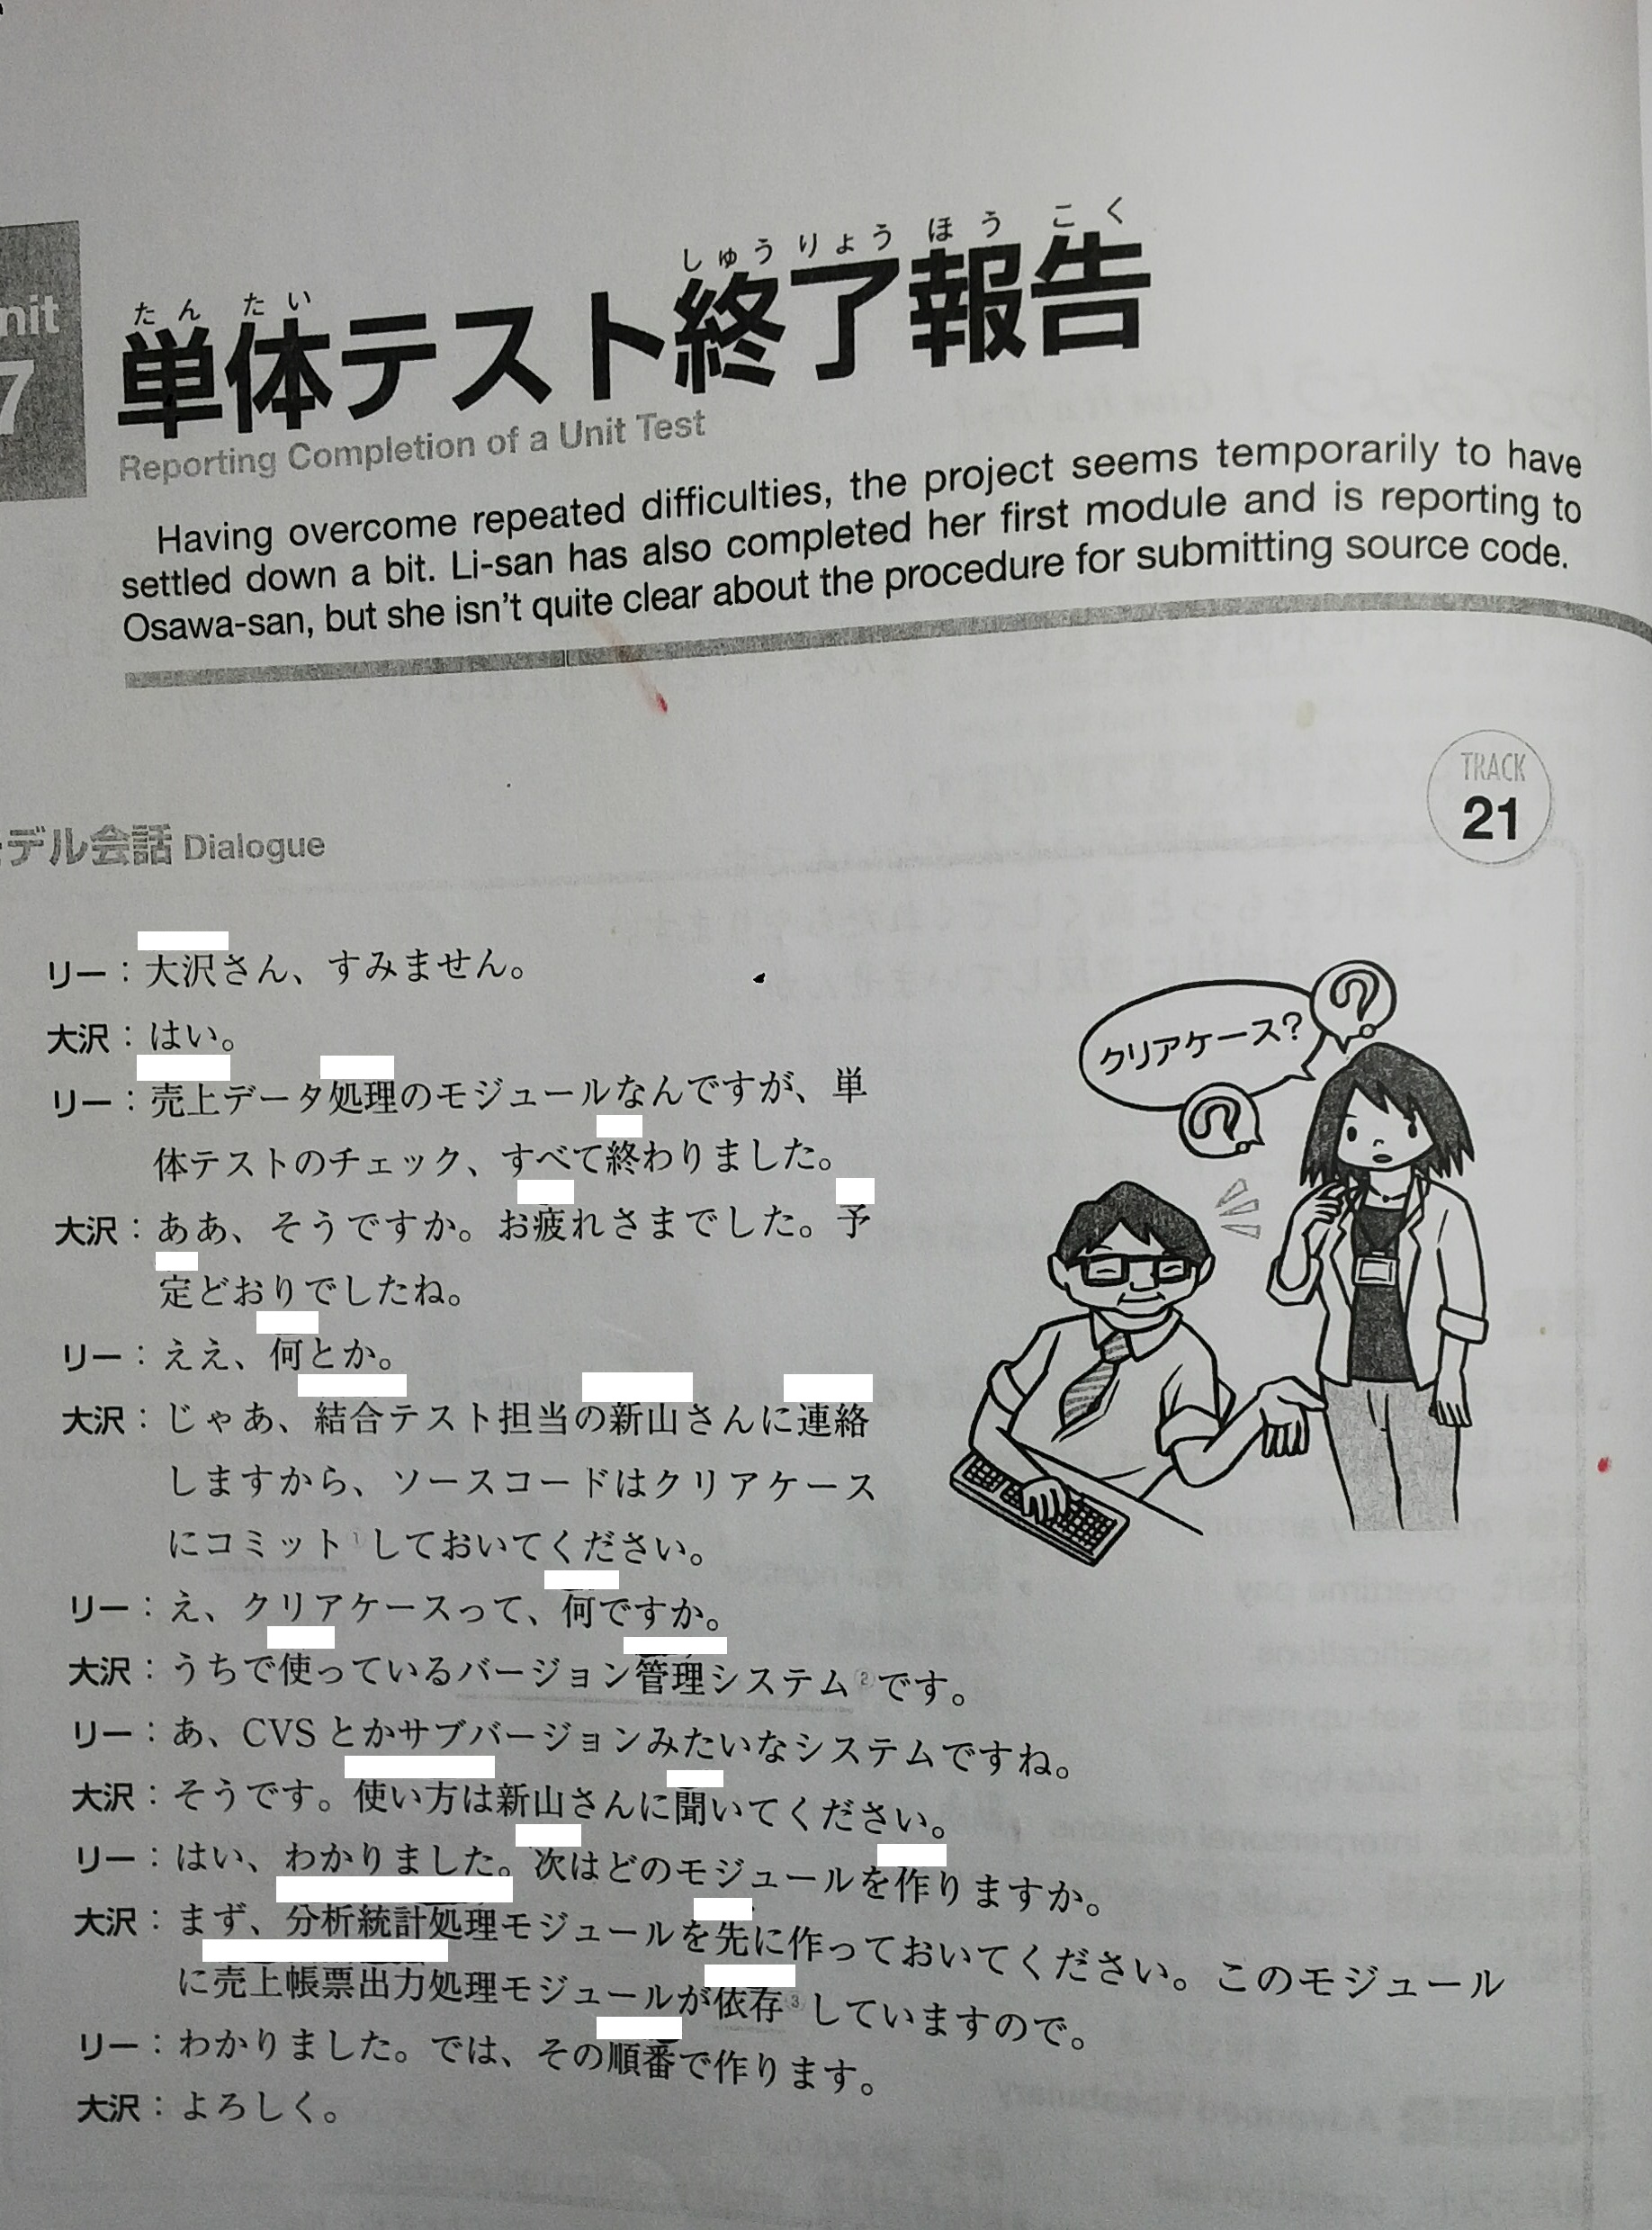 nit
7
しゅうりょうほうこく
たんたい
単体テスト終了報告
Reporting Completion of a Unit Test
Having overcome repeated difficulties, the project seems temporarily to have
settled down a bit. Li-san has also completed her first module and is reporting to
Osawa-san, but she isn't quite clear about the procedure for submitting source code.
TRACK
21
デル会話 Dialogue
リー：大沢さん、すみません。
大沢：はい。
リー：売上データ処理のモジュールなんですが、単
体テストのチェック、すべて終わりました。
大沢：ああ、そうですか。お疲れさまでした。予
定どおりでしたね。
リー：ええ、何とか。
大沢：じゃあ、結合テスト担当の新山さんに連絡
しますから、ソースコードはクリアケース
にコミット1しておいてください。
リー：え、クリアケースって、何ですか。
大沢：うちで使っているバージョン管理システム②です。
リー：あ、CVSとかサブバージョンみたいなシステムですね。
大沢：そうです。使い方は新山さんに聞いてください。
リー：はい、わかりました。次はどのモジュールを作りますか。
大沢：まず、分析統計処理モジュールを先に作っておいてください。このモジュール
に売上帳票出力処理モジュールが依存③していますので。
リー：わかりました。では、その順番で作ります。
大沢：よろしく。
クリアケース?